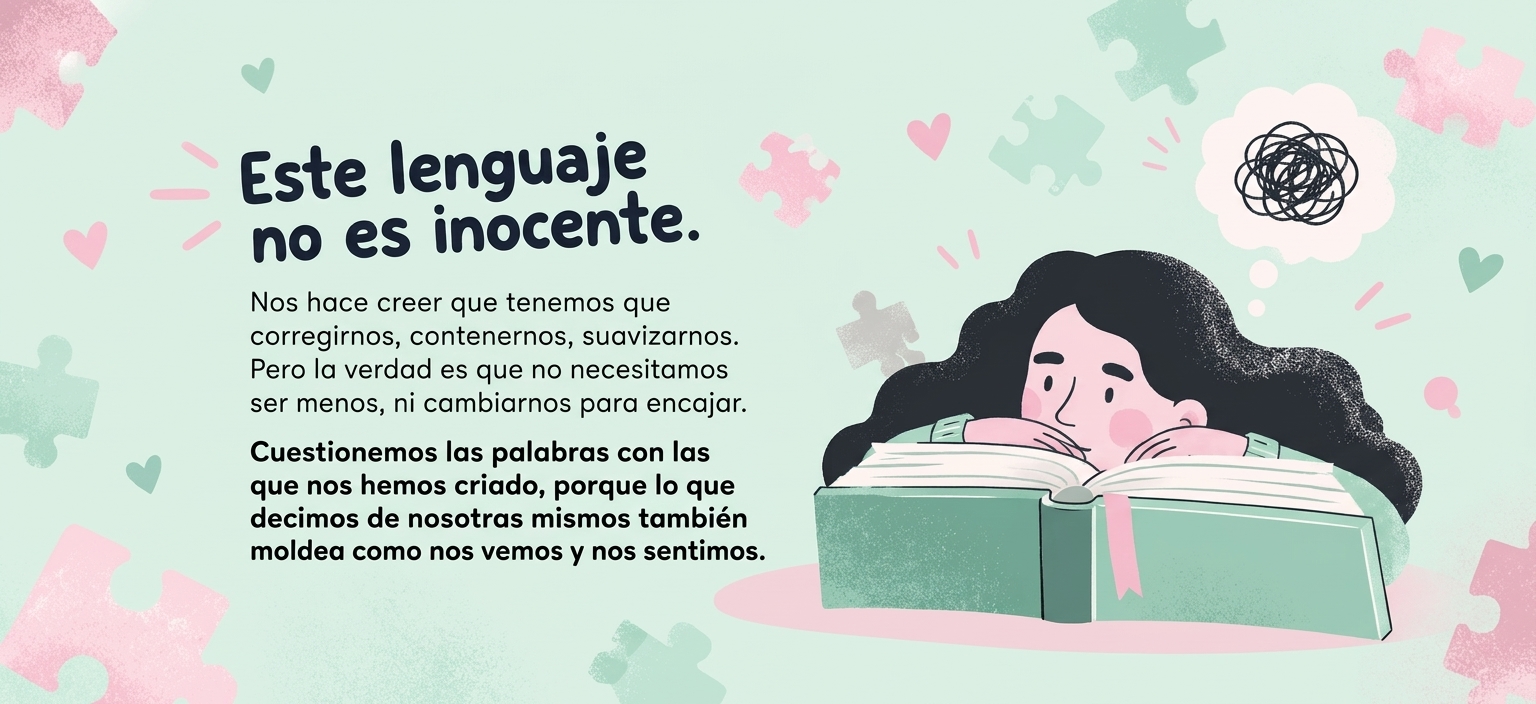 Este lenguaje
no es inocente.
Nos hace creer que tenemos que
corregirnos, contenernos, suavizarnos.
Pero la verdad es que no necesitamos
ser menos, ni cambiarnos para encajar.
Cuestionemos las palabras con las
que nos hemos criado, porque lo que
decimos de nosotras mismos también
moldea como nos vemos y nos sentimos.